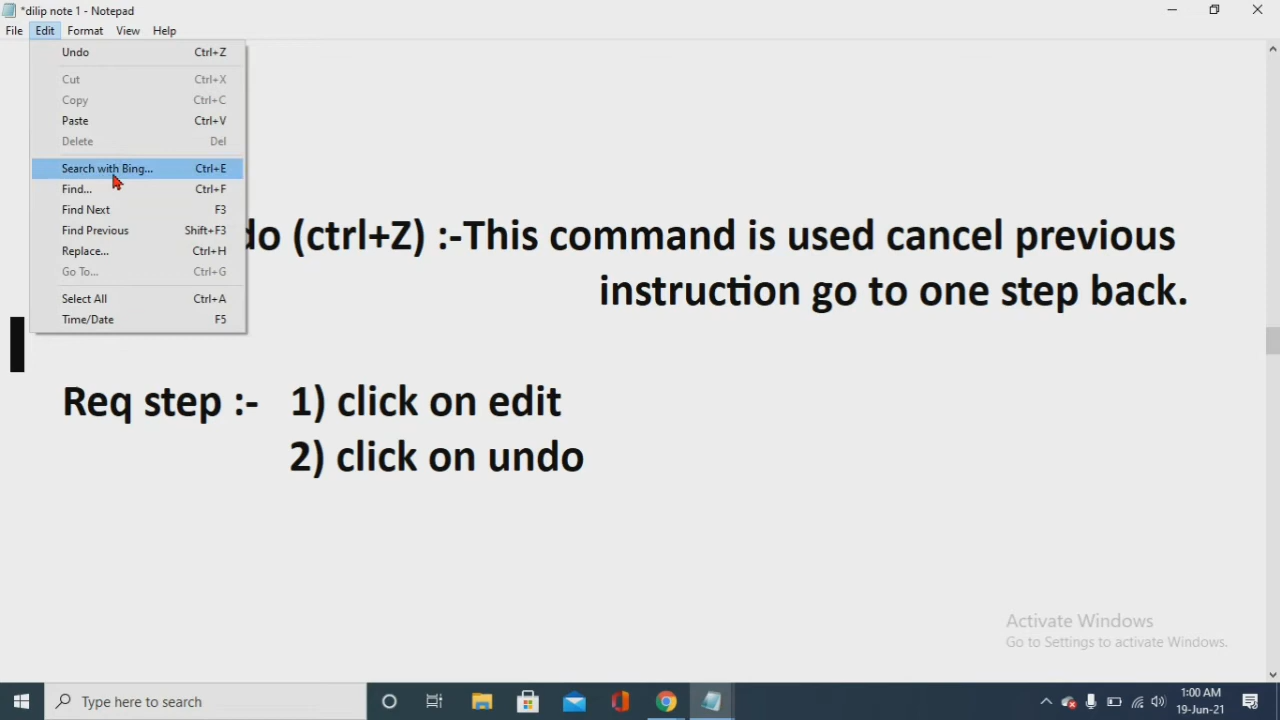 *dilip note 1 - Notepad
File Edit Format View Help
Undo Ctrl+Z
Cut Ctrl+X
Copy Ctrl+C
Paste Ctrl+V
Delete Del
Search with Bing... Ctrl+E
Find... Ctrl+F
Find Next F3
Find Previous Shift+F3
Replace... Ctrl+H
Go To... Ctrl+G
Select All Ctrl+A
Time/Date F5
do (ctrl+Z) :-This command is used cancel previous
instruction go to one step back.
Req step :- 1) click on edit
2) click on undo
Activate Windows
Go to Settings to activate Windows.
Type here to search
1:00 AM
19-Jun-21